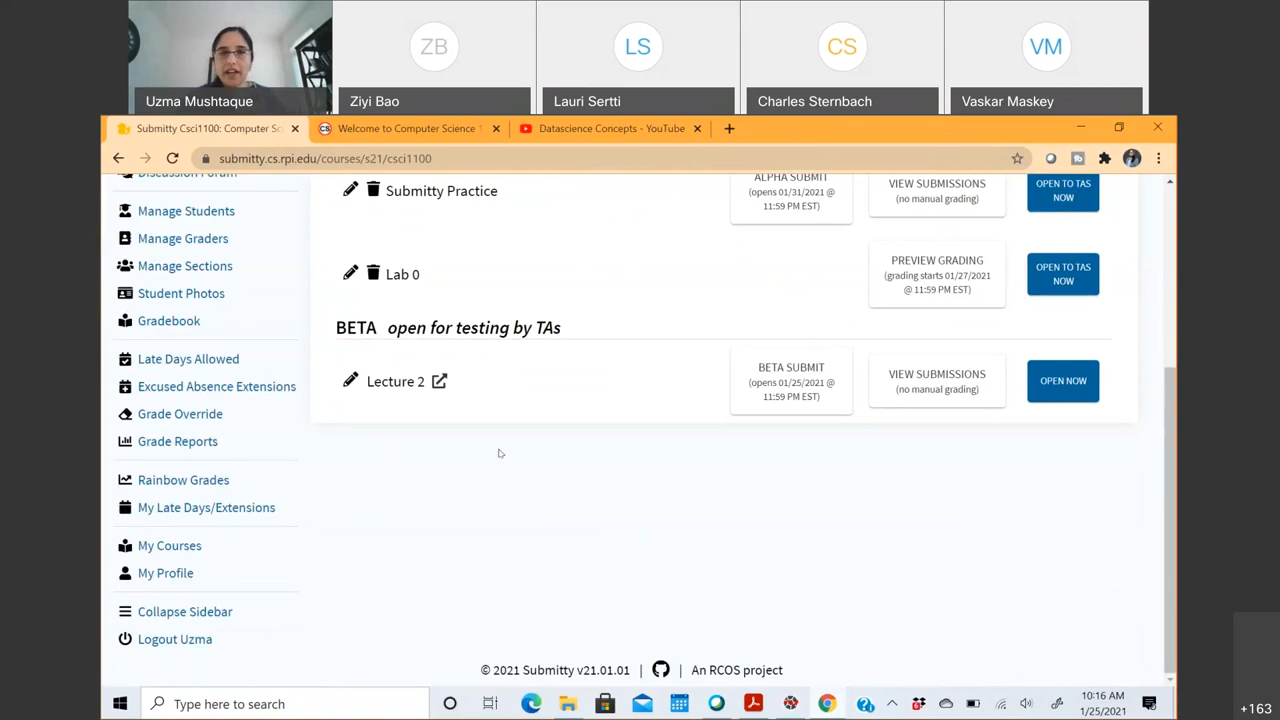 ZB
LS
CS
VM
Uzma Mushtaque
Ziyi Bao
Lauri Sertti
Charles Sternbach
Vaskar Maskey
Submitty Csci1100: Computer Sc
Welcome to Computer Science 1
Datascience Concepts - YouTube
submitty.cs.rpi.edu/courses/s21/csci1100
Discussion Forum
Manage Students
Manage Graders
Manage Sections
Student Photos
Gradebook
Late Days Allowed
Excused Absence Extensions
Grade Override
Grade Reports
Rainbow Grades
My Late Days/Extensions
My Courses
My Profile
Collapse Sidebar
Logout Uzma
Submitty Practice
ALPHA SUBMIT
(opens 01/31/2021 @
11:59 PM EST)
VIEW SUBMISSIONS
(no manual grading)
OPEN TO TAS
NOW
Lab 0
PREVIEW GRADING
(grading starts 01/27/2021
@ 11:59 PM EST)
OPEN TO TAS
NOW
BETA open for testing by TAs
Lecture 2
BETA SUBMIT
(opens 01/25/2021 @
11:59 PM EST)
VIEW SUBMISSIONS
(no manual grading)
OPEN NOW
© 2021 Submitty v21.01.01 | | An RCOS project
Type here to search
10:16 AM
1/25/2021
+163